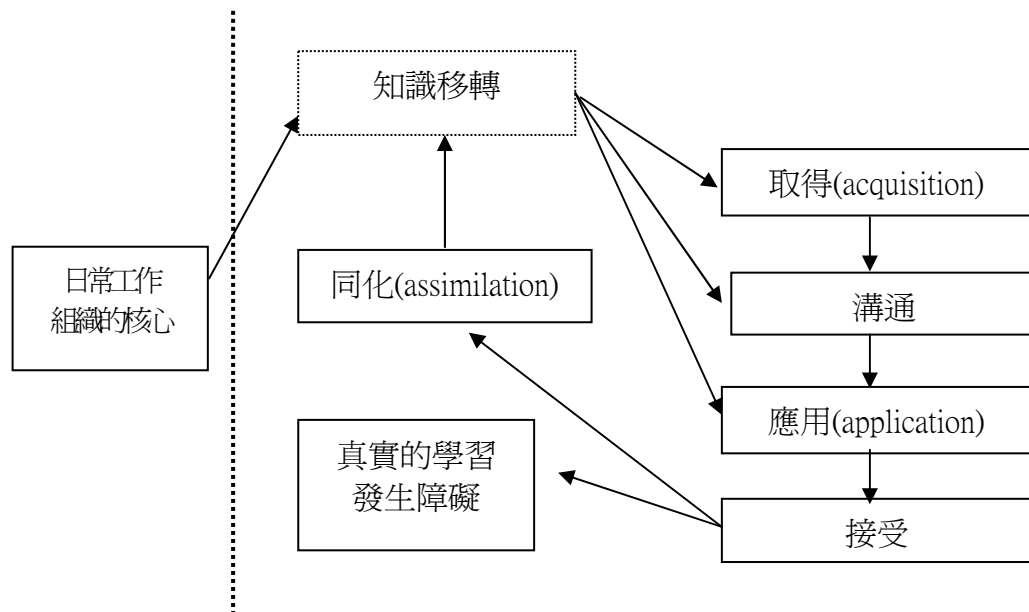 知識移轉
取得(acquisition)
日常工作
組織的核心
同化(assimilation)
溝通
應用(application)
真實的學習
發生障礙
接受